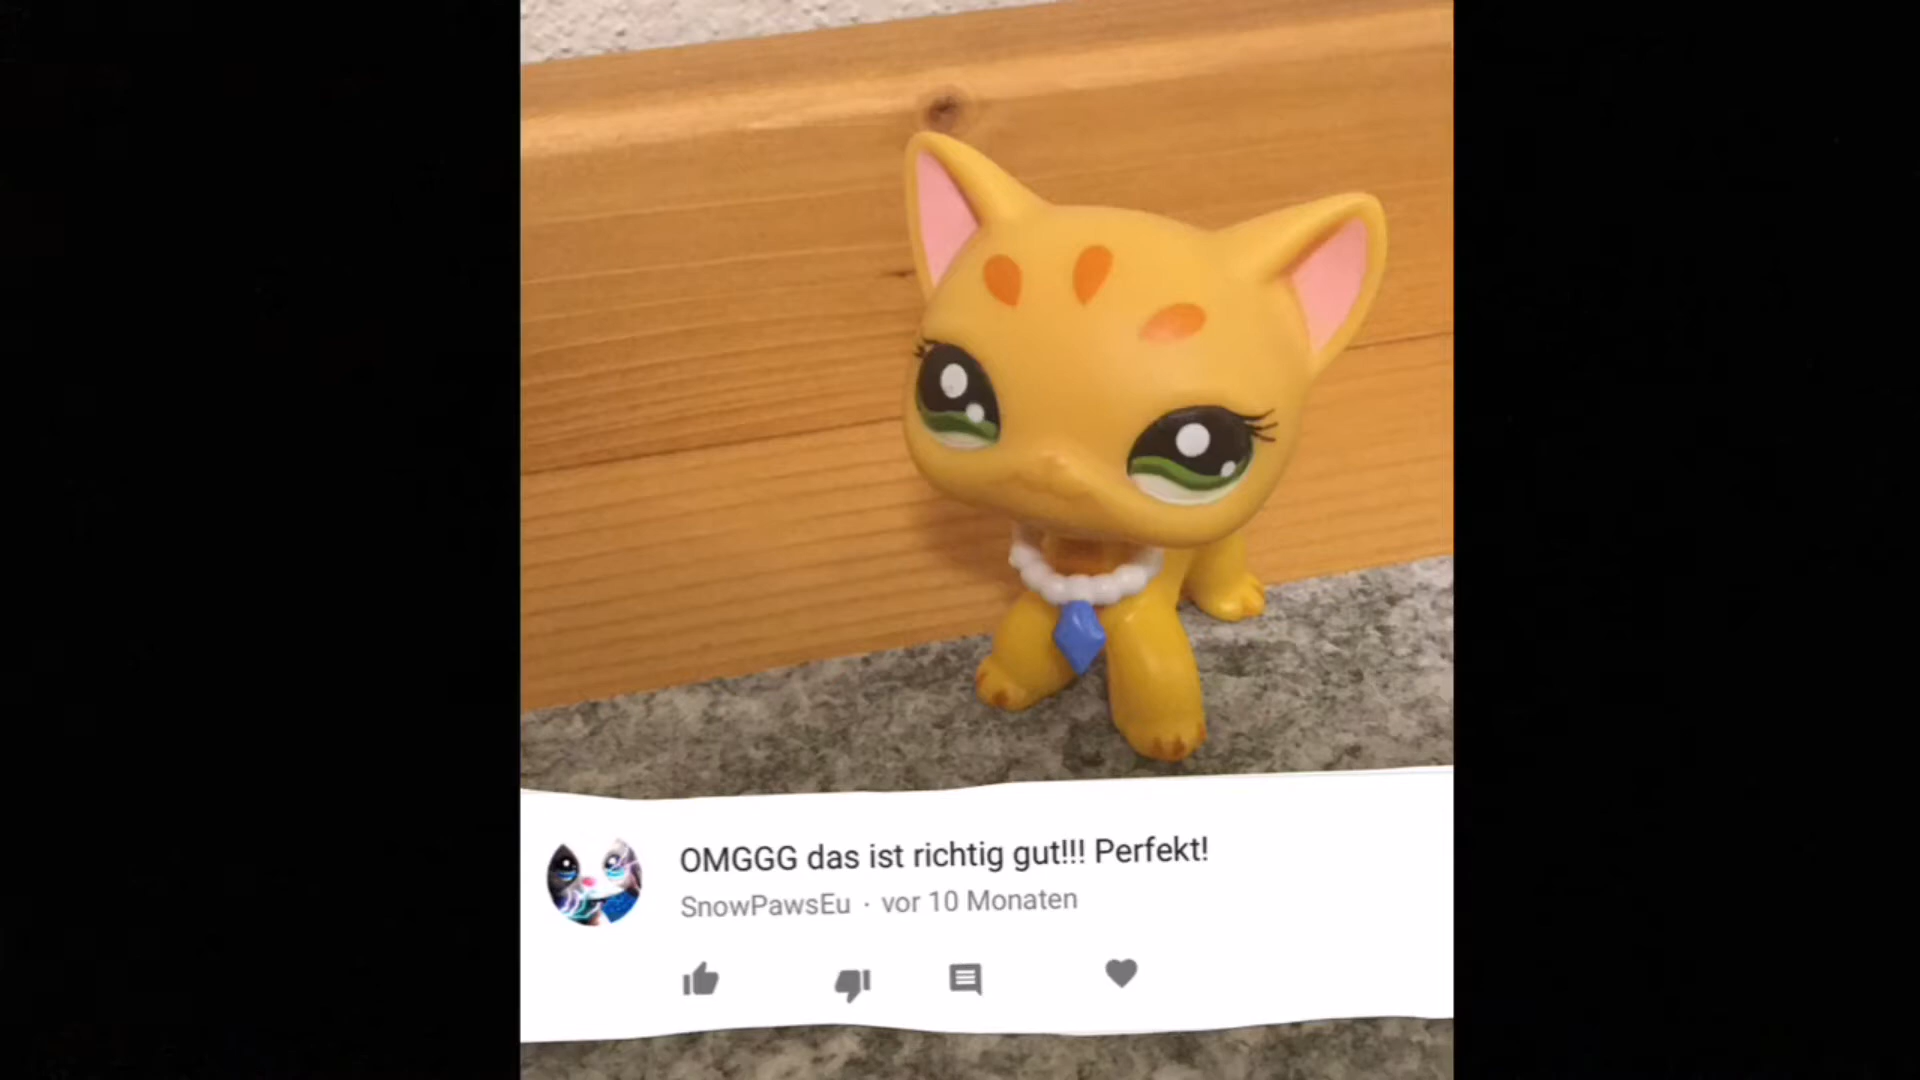 OMGGG das ist richtig gut!!! Perfekt!
SnowPawsEu · vor 10 Monaten